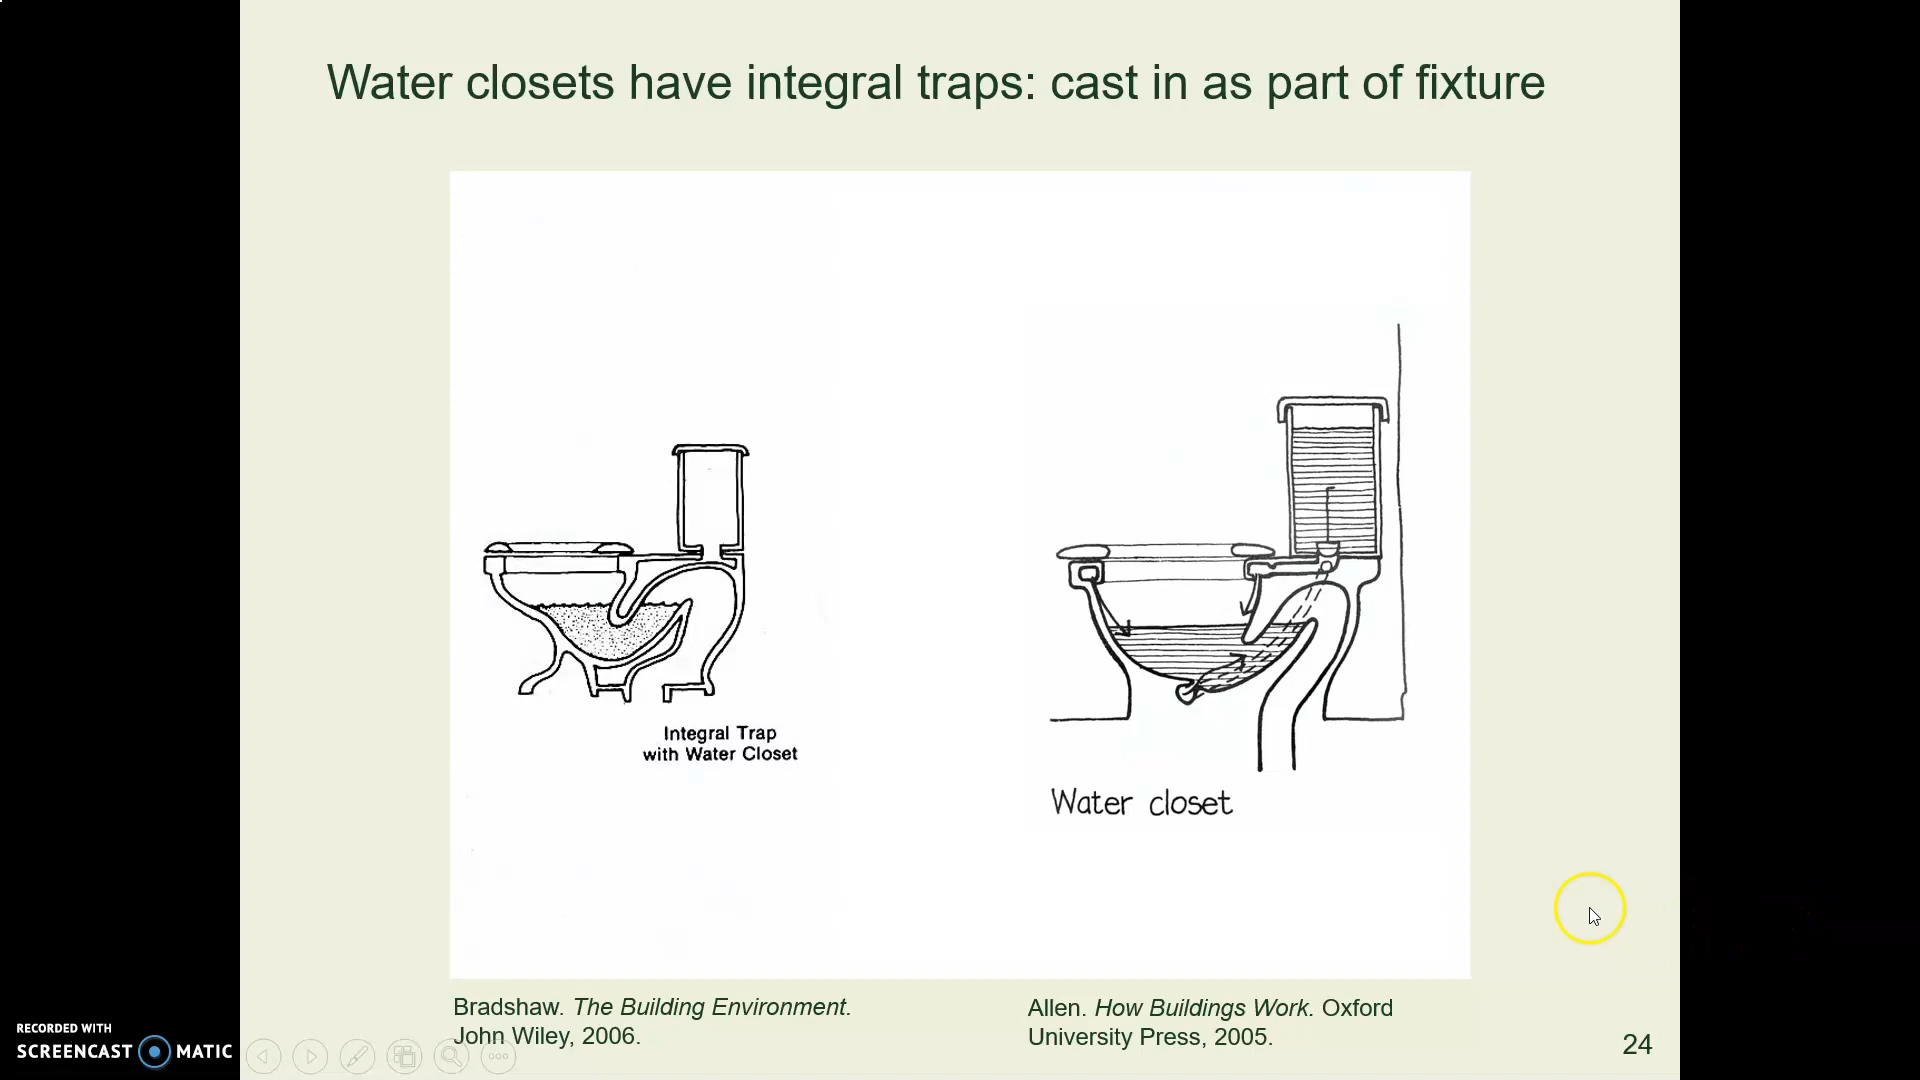 Water closets have integral traps: cast in as part of fixture
Integral Trap
with Water Closet
Water closet
Bradshaw. The Building Environment.
John Wiley, 2006.
Allen. How Buildings Work. Oxford
University Press, 2005.
24
RECORDED WITH
SCREENCAST MATIC